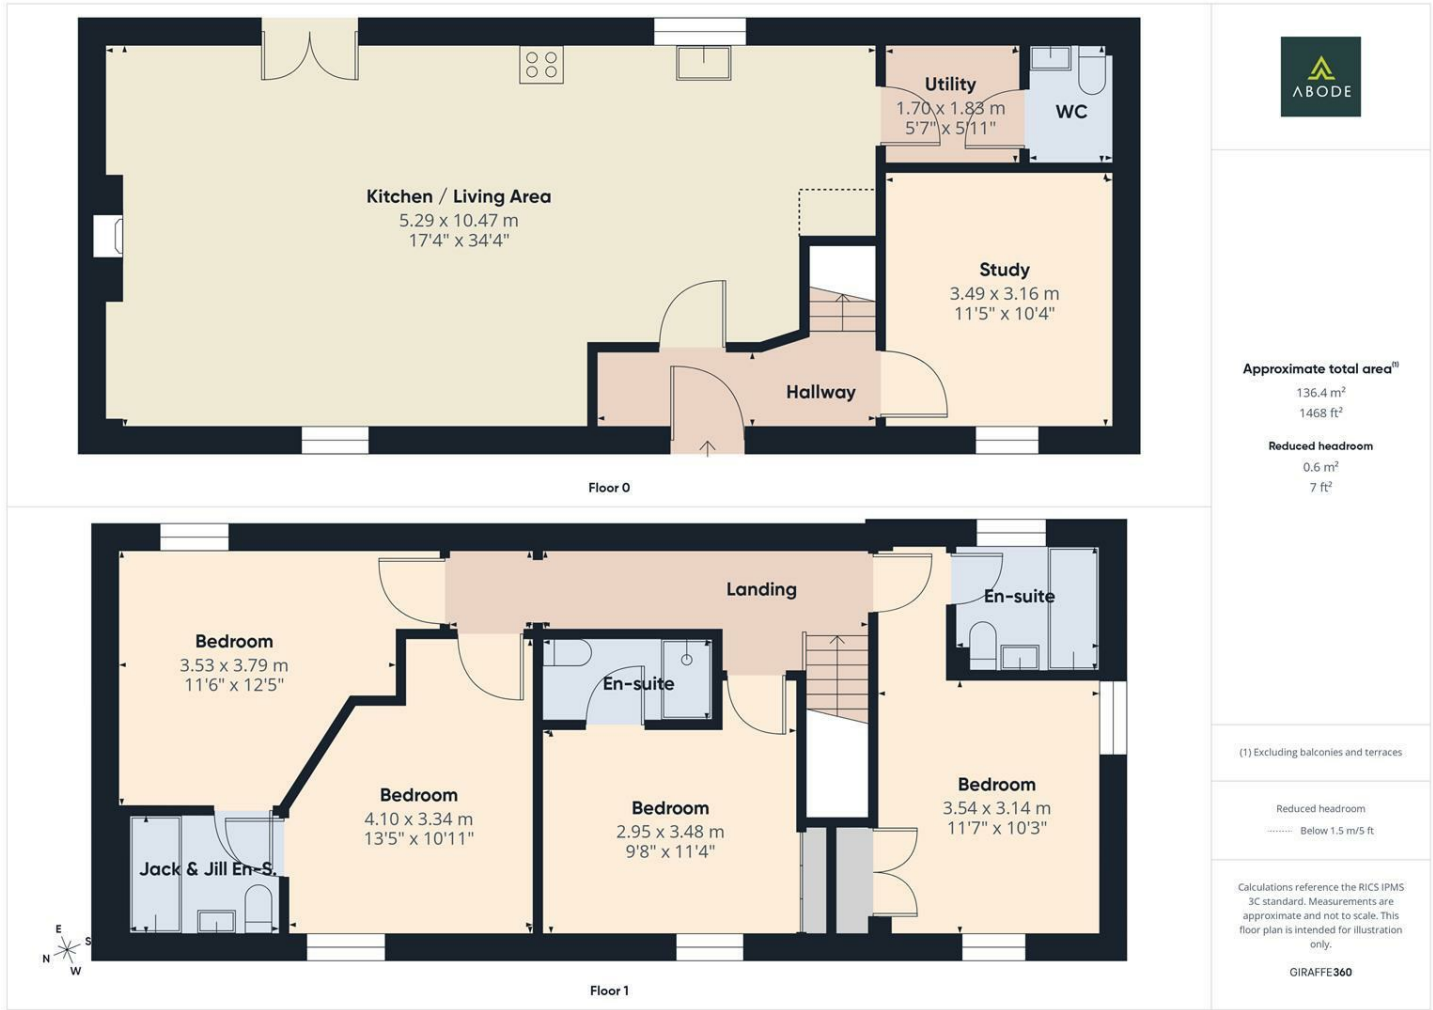 Utility
1.70 x 1.83 m
5'7" x 5'11"
WC
Kitchen / Living Area
5.29 x 10.47 m
17'4" x 34'4"
Study
3.49 x 3.16 m
11'5" x 10'4"
Hallway
Floor 0
Landing
En-suite
Bedroom
3.53 x 3.79 m
11'6" x 12'5"
En-suite
Bedroom
4.10 x 3.34 m
13'5" x 10'11"
Bedroom
2.95 x 3.48 m
9'8" x 11'4"
Bedroom
3.54 x 3.14 m
11'7" x 10'3"
Jack & Jill En-S.
E
S
N
W
Floor 1
ABODE
Approximate total area(1)
136.4 m²
1468 ft²
Reduced headroom
0.6 m²
7 ft²
(1) Excluding balconies and terraces
Reduced headroom
Below 1.5 m/5 ft
Calculations reference the RICS IPMS
3C standard. Measurements are
approximate and not to scale. This
floor plan is intended for illustration
only.
GIRAFFE360